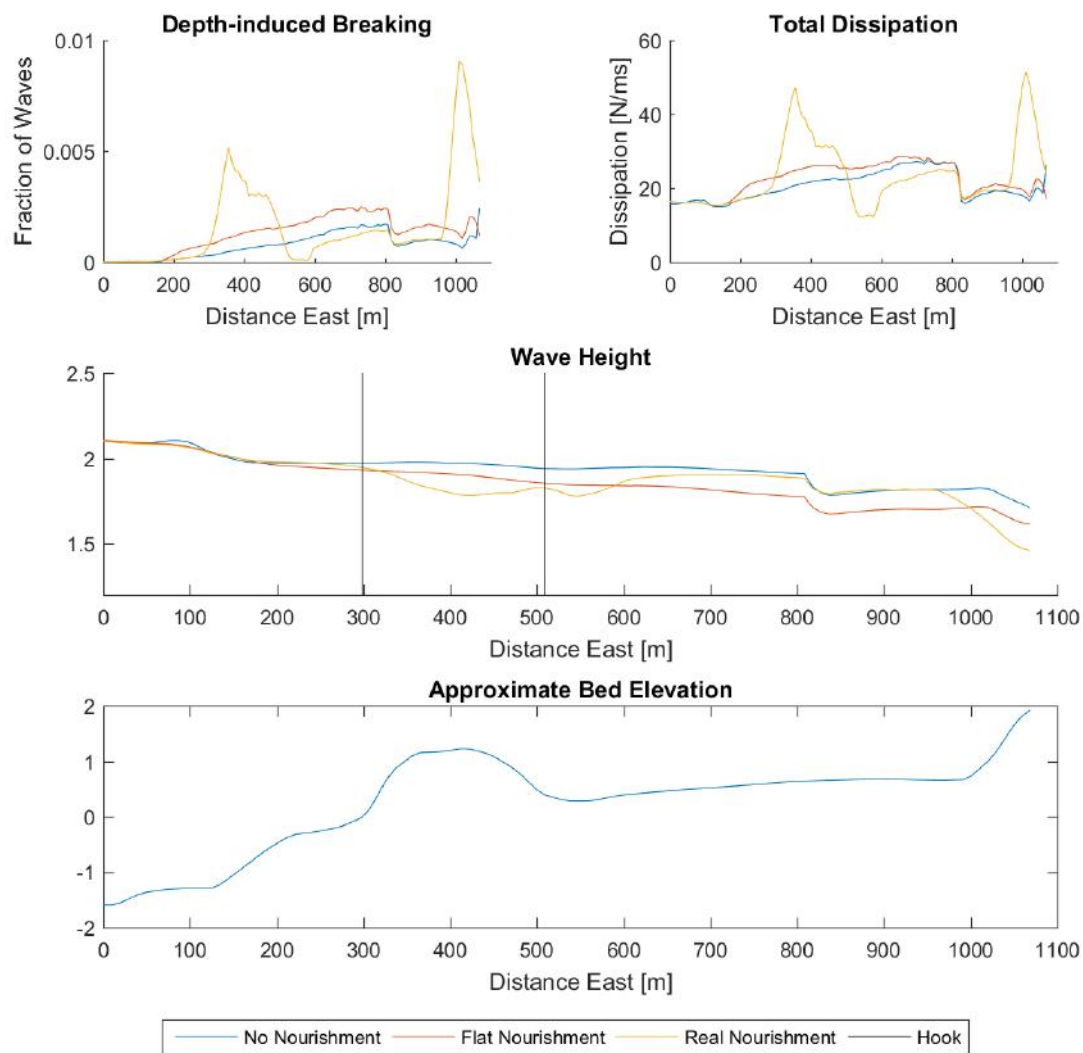 Depth-induced Breaking
0.01
0.005
0
Fraction of Waves
0 200 400 600 800 1000
Distance East [m]
Total Dissipation
60
40
20
0
Dissipation [N/ms]
0 200 400 600 800 1000
Distance East [m]
Wave Height
2.5
2
1.5
0 100 200 300 400 500 600 700 800 900 1000 1100
Distance East [m]
Approximate Bed Elevation
2
1
0
-1
-2
0 100 200 300 400 500 600 700 800 900 1000 1100
Distance East [m]
No Nourishment Flat Nourishment Real Nourishment Hook